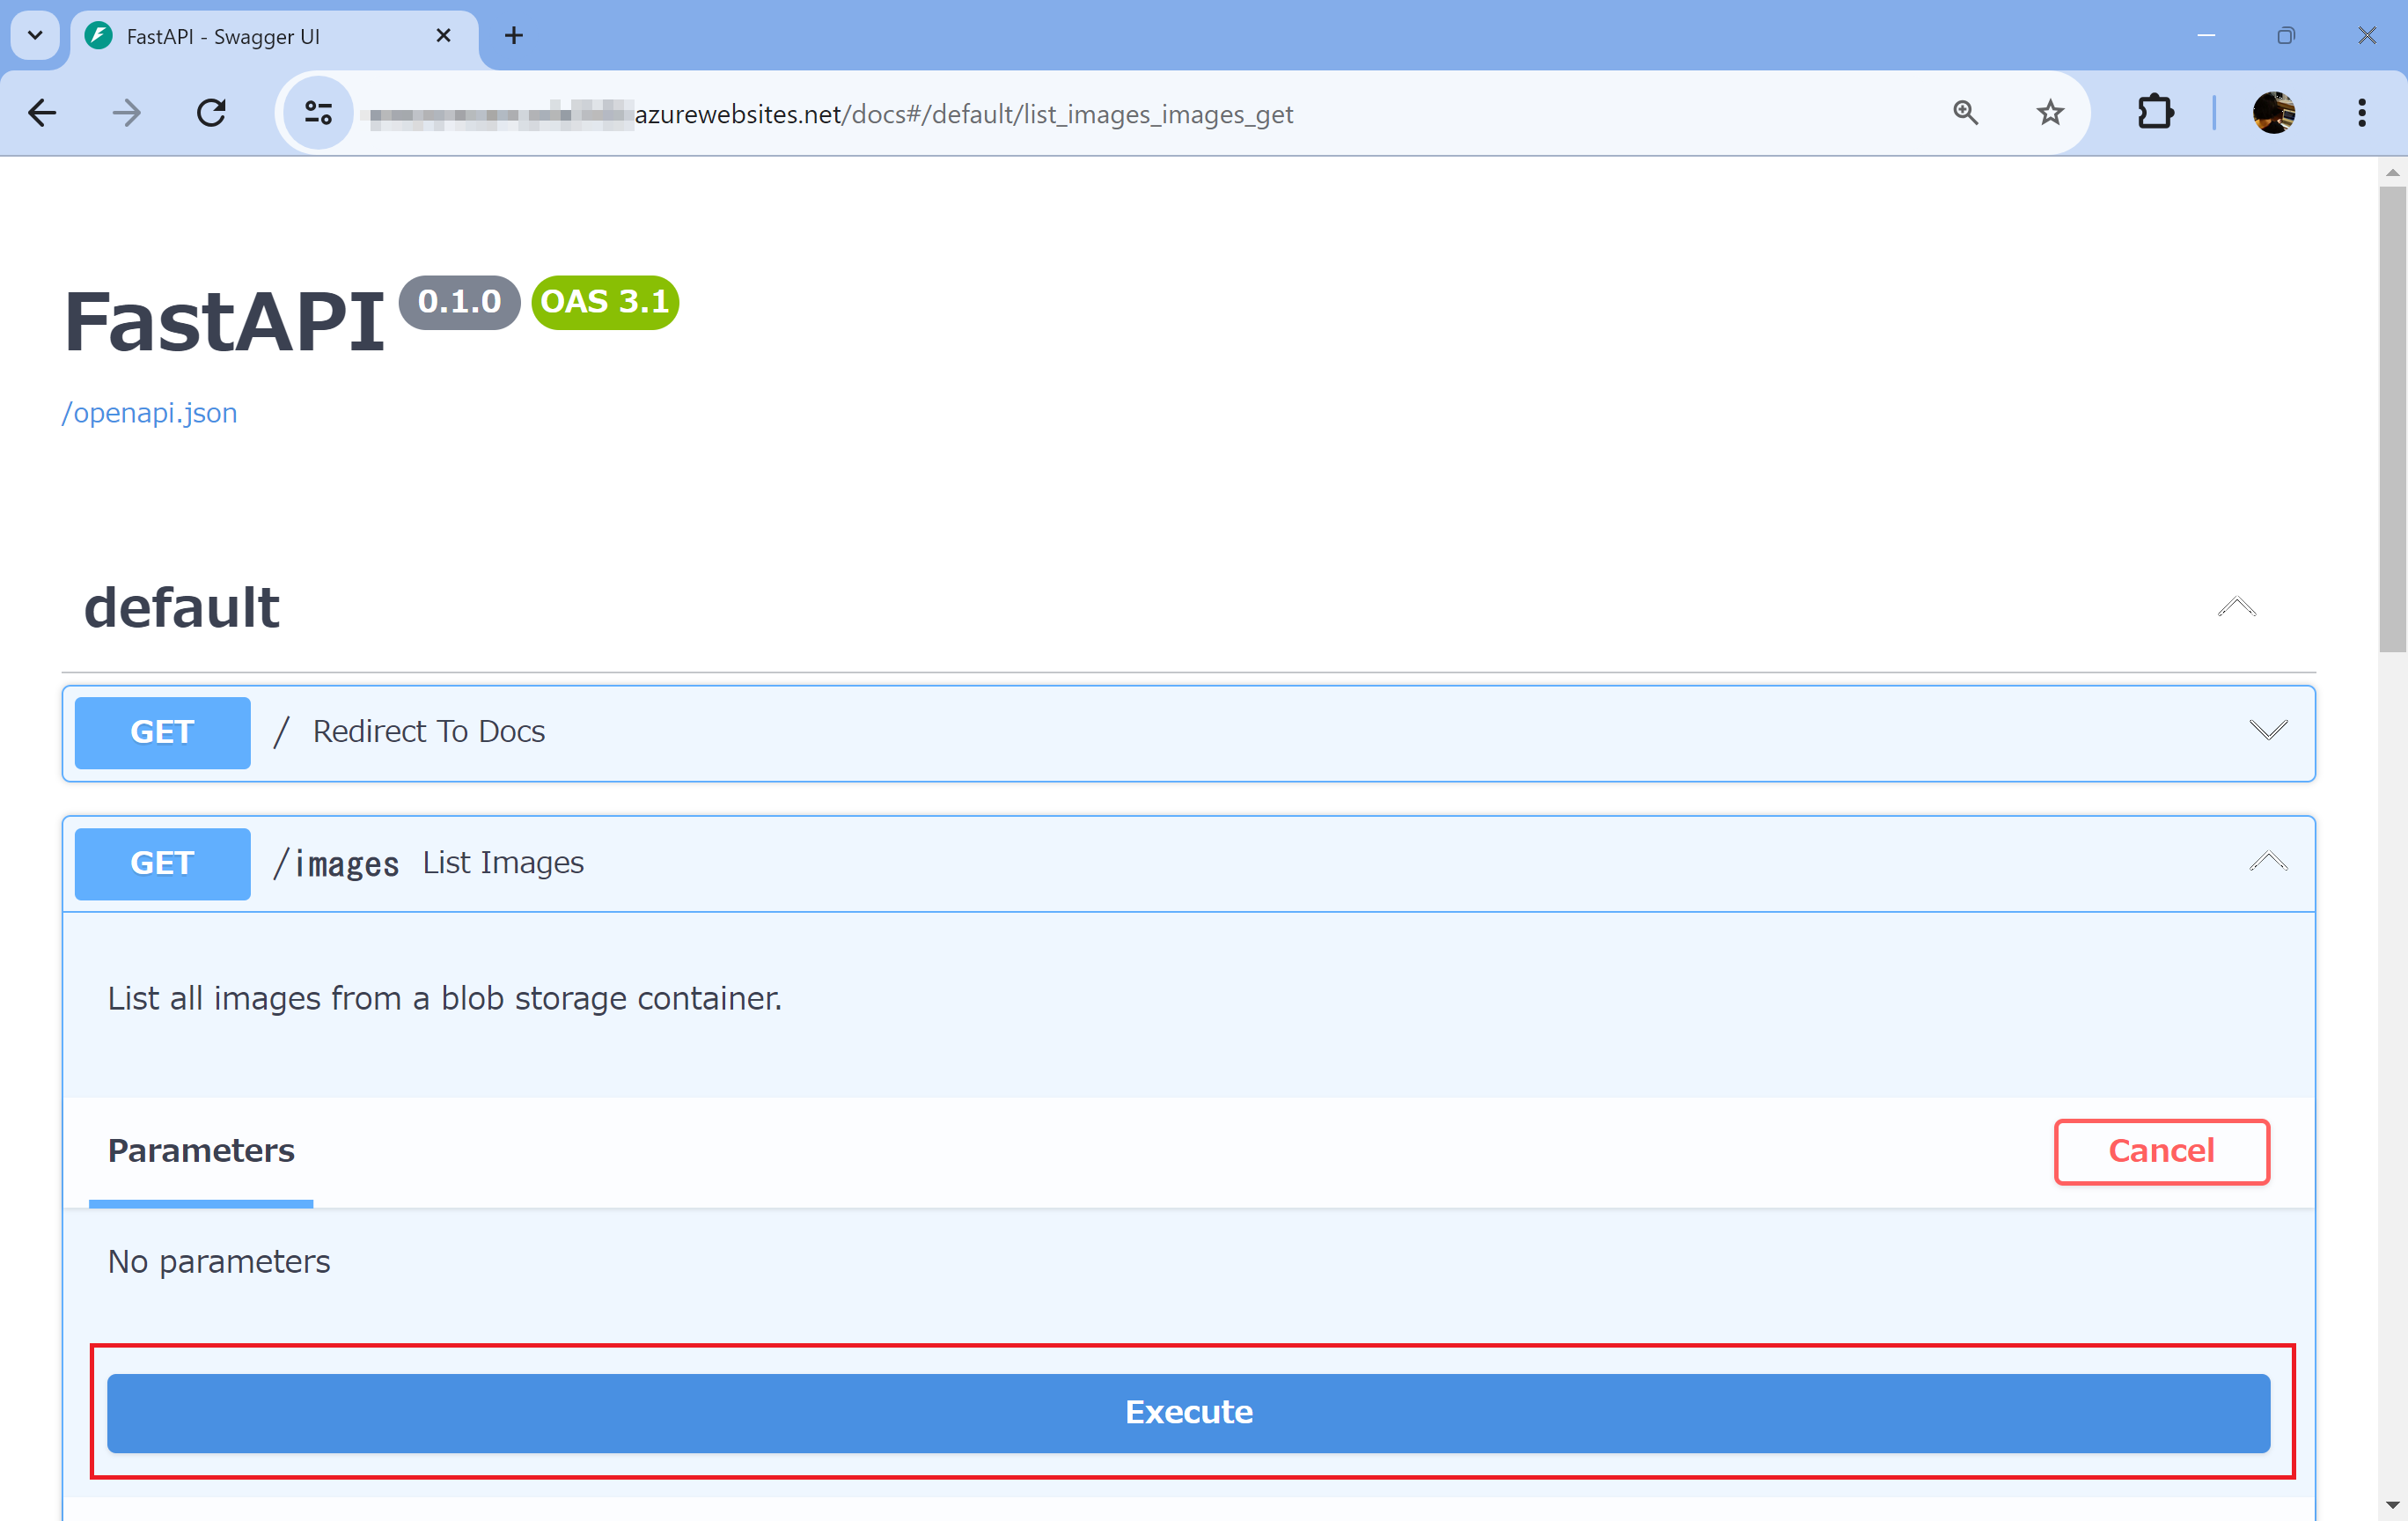 FastAPI - Swagger UI
azurewebsites.net/docs#/default/list_images_images_get
FastAPI 0.1.0 OAS 3.1
/openapi.json
default
GET / Redirect To Docs
GET /images List Images
List all images from a blob storage container.
Parameters Cancel
No parameters
Execute